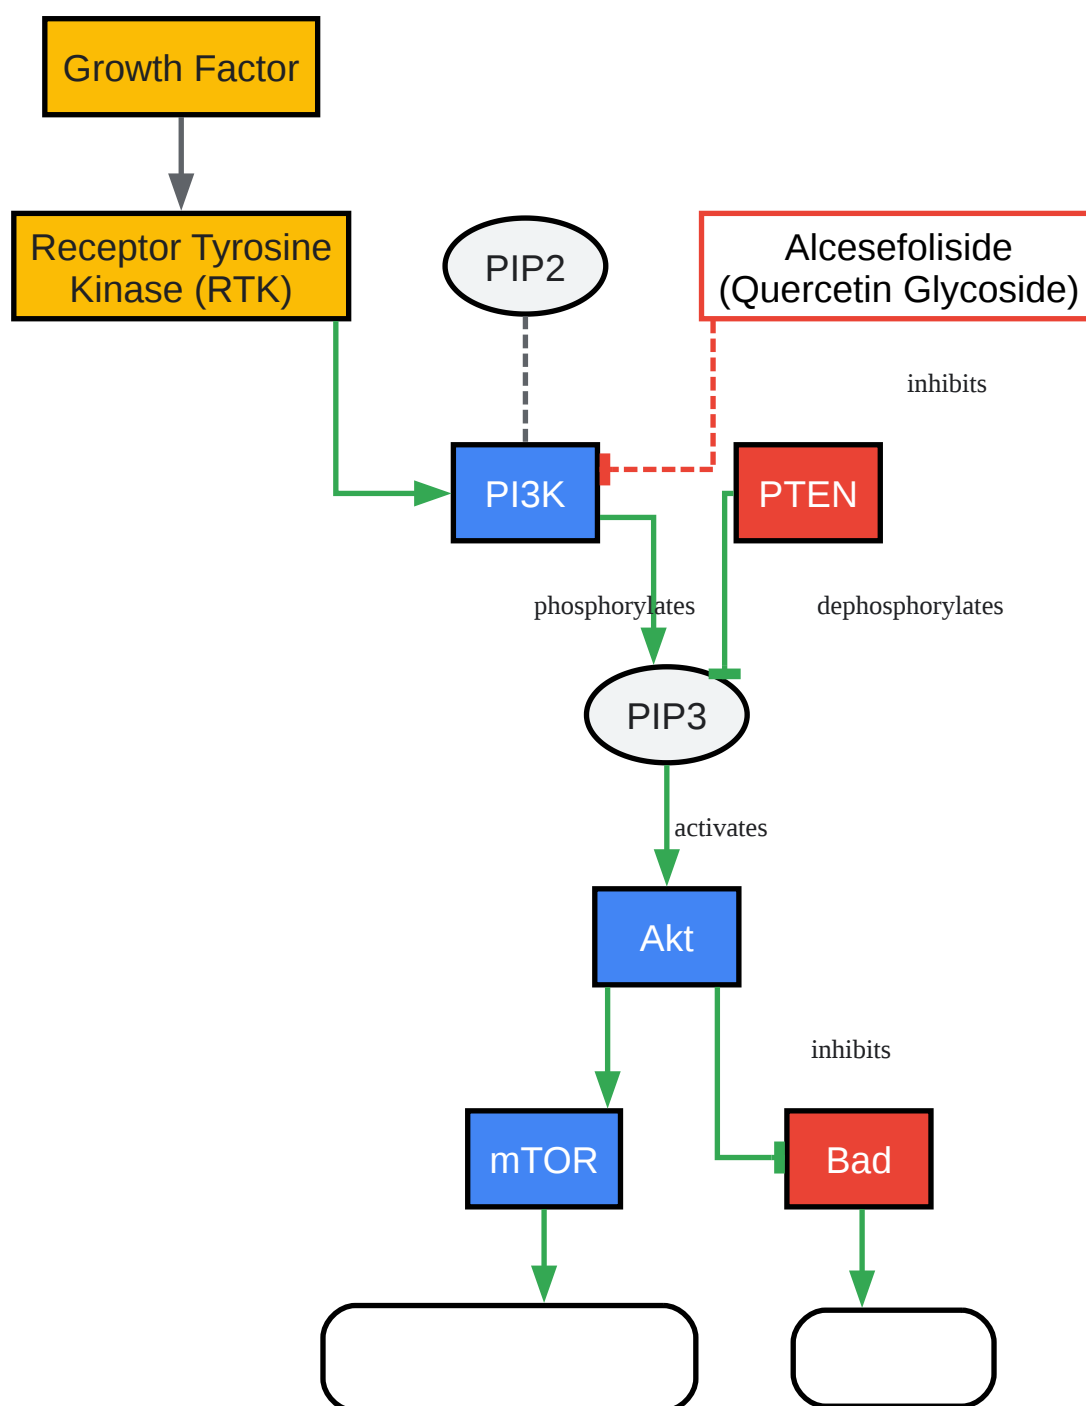 Growth Factor
Receptor Tyrosine
Kinase (RTK)
PIP2
Alcesefoliside
(Quercetin Glycoside)
inhibits
PI3K
PTEN
phosphorylates
dephosphorylates
PIP3
activates
Akt
inhibits
mTOR
Bad